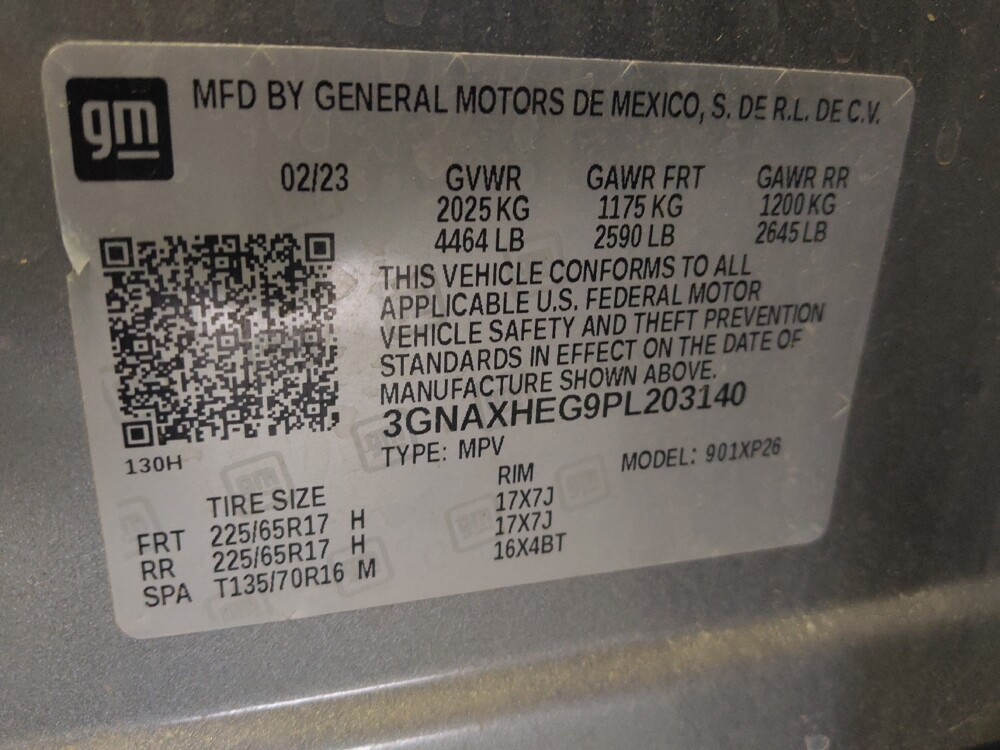 gm
MFD BY GENERAL MOTORS DE MEXICO, S. DE R.L. DE C.V.
02/23 GVWR GAWR FRT GAWR RR
2025 KG 1175 KG 1200 KG
4464 LB 2590 LB 2645 LB
THIS VEHICLE CONFORMS TO ALL
APPLICABLE U.S. FEDERAL MOTOR
VEHICLE SAFETY AND THEFT PREVENTION
STANDARDS IN EFFECT ON THE DATE OF
MANUFACTURE SHOWN ABOVE.
3GNAXHEG9PL203140
TYPE: MPV MODEL: 901XP26
130H
TIRE SIZE RIM
FRT 225/65R17 H 17X7J
RR 225/65R17 H 17X7J
SPA T135/70R16 M 16X4BT